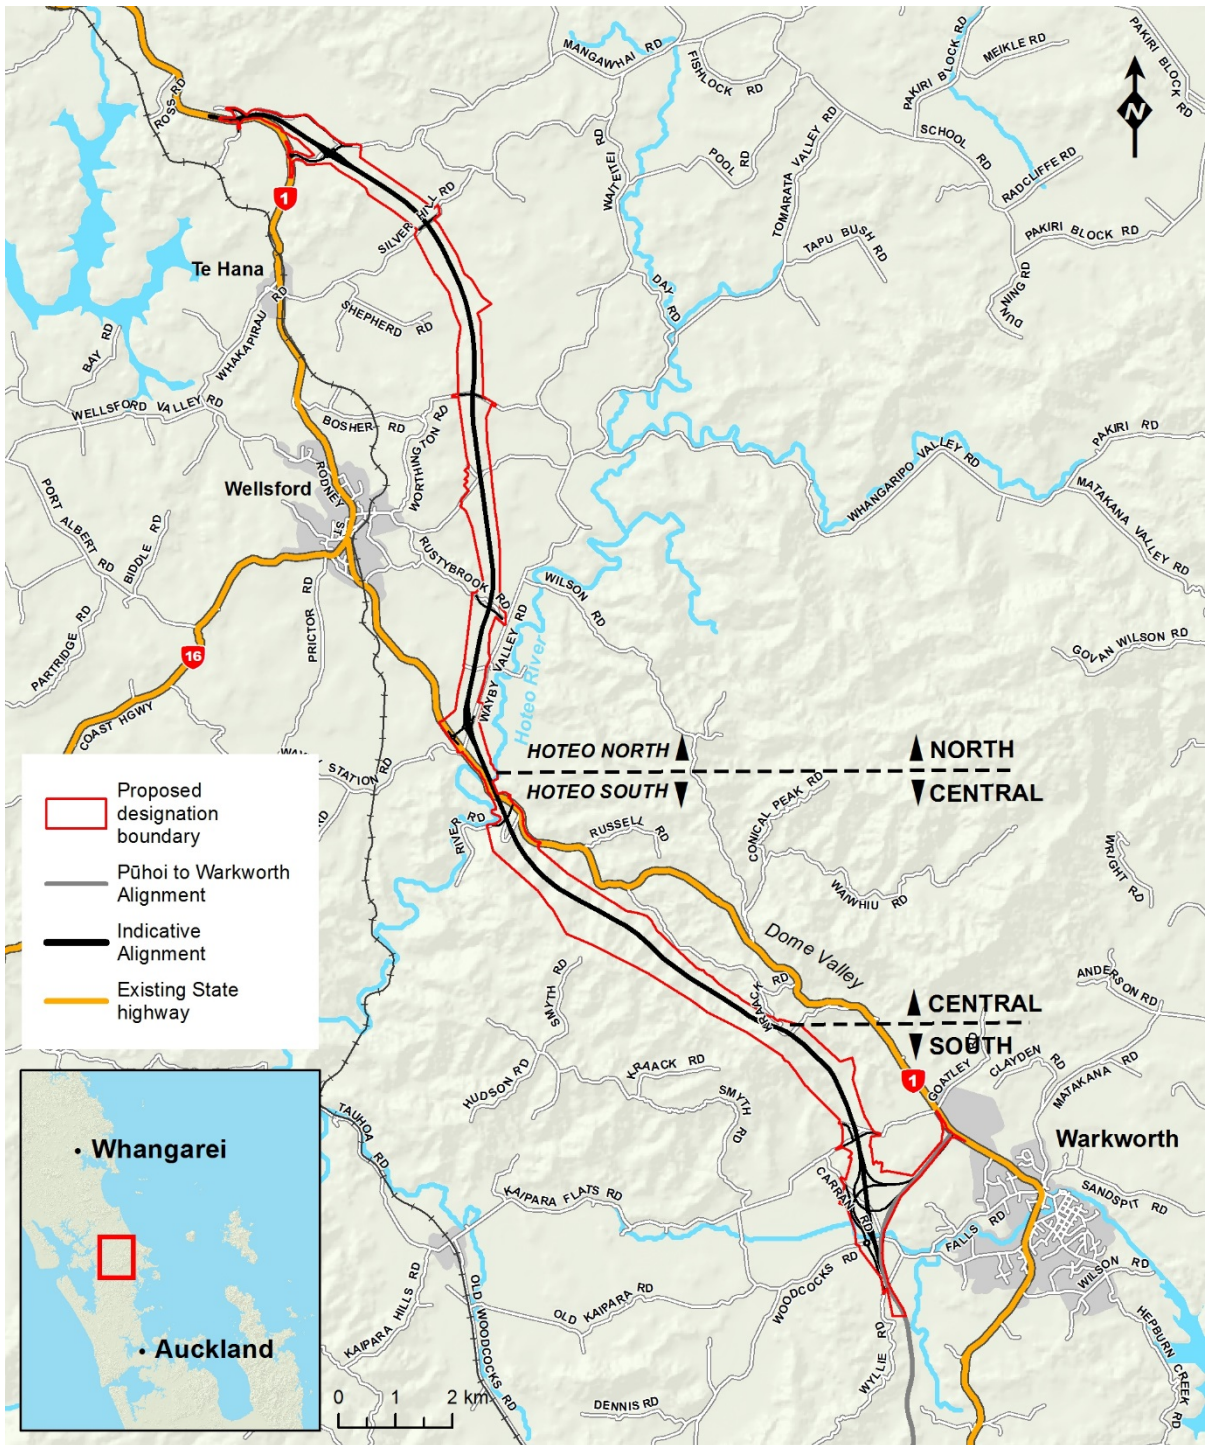 MANGAWHAI RD
FISHLOCK RD
PAKIRI BLOCK RD
MEIKLE RD
PAKIRI BLOCK RD
N
ROSS RD
WAITEITEI RD
POOL RD
TOMARATA VALLEY RD
SCHOOL RD
RADCLIFFE RD
1
SILVER HILL RD
TAPU BUSH RD
PAKIRI BLOCK RD
Te Hana
DAY RD
DUNNING RD
SHEPHERD RD
WHAKAPIRAU RD
BAY RD
WELLSFORD VALLEY RD
BOSHER RD
WORTHINGTON RD
PAKIRI RD
WHANGARIPO VALLEY RD
MATAKANA VALLEY RD
Wellsford
RODNEY ST
PORT ALBERT RD
BIDDLE RD
RUSTYBROOK RD
WILSON RD
PRICTOR RD
PARTRIDGE RD
WAYBY VALLEY RD
GOVAN WILSON RD
16
Hoteo River
COAST HGWY
STATION RD
HOTEO NORTH
NORTH
HOTEO SOUTH
CENTRAL
RIVER RD
RUSSELL RD
CONICAL PEAK RD
WAIWHIU RD
WRIGHT RD
Proposed
designation
boundary
Pūhoi to Warkworth
Alignment
Indicative
Alignment
Existing State
highway
Dome Valley
SMYTH RD
KRAACK RD
ANDERSON RD
CENTRAL
SOUTH
1
GOATLEY RD
CLAYDEN RD
MATAKANA RD
HUDSON RD
KRAACK RD
SMYTH RD
TAUHOA RD
Warkworth
Whangarei
KAIPARA FLATS RD
CARRAN RD
SANDSPIT RD
FALLS RD
WOODCOCKS RD
WILSON RD
OLD KAIPARA RD
KAIPARA HILLS RD
OLD WOODCOCKS RD
HEPBURN CREEK RD
WYLLIE RD
Auckland
0 1 2 km
DENNIS RD